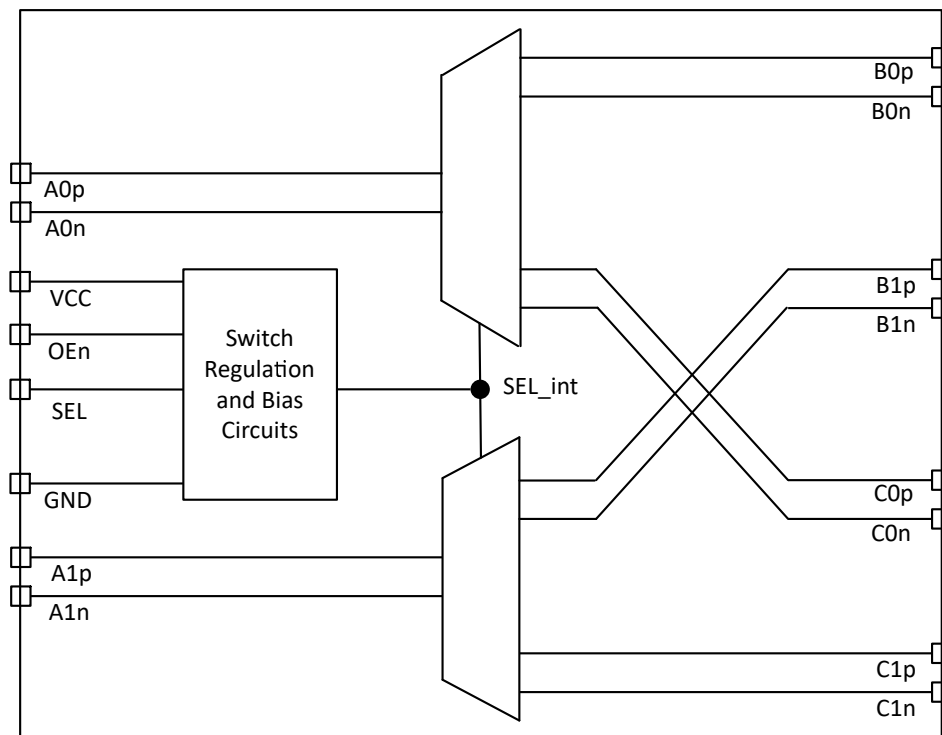 B0p
B0n
A0p
A0n
VCC
OEn
SEL
GND
Switch
Regulation
and Bias
Circuits
SEL_int
B1p
B1n
C0p
C0n
A1p
A1n
C1p
C1n